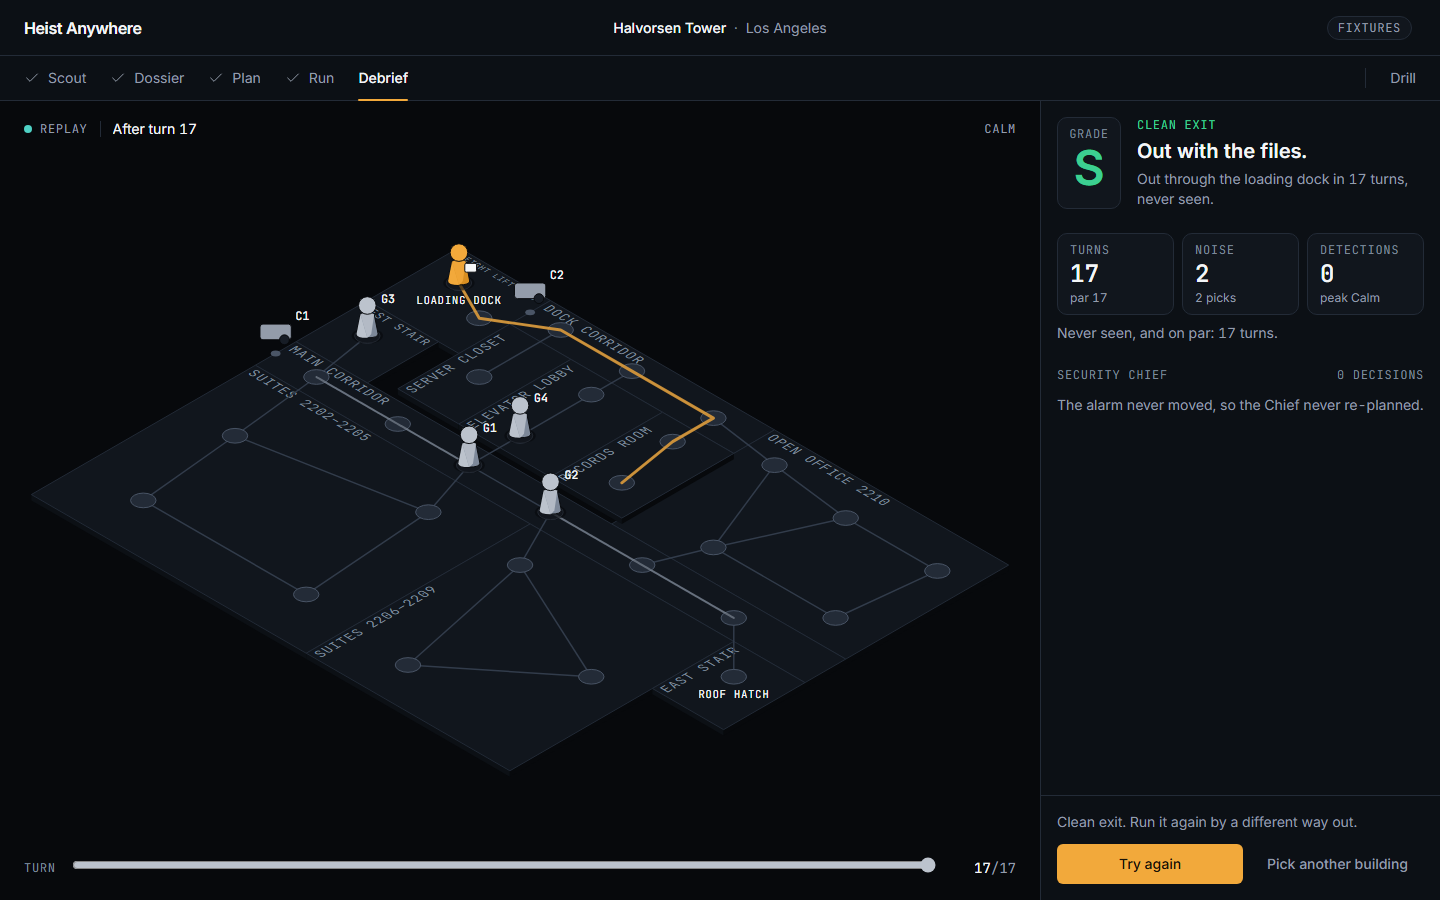 Heist Anywhere
Halvorsen Tower · Los Angeles
FIXTURES
Scout
Dossier
Plan
Run
Debrief
Drill
REPLAY
After turn 17
CALM
C2
G3
LOADING DOCK
C1
DOCK CORRIDOR
MAIN CORRIDOR
SERVER CLOSET
SUITES 2202-2205
ELEVATOR LOBBY
G4
G1
G2
OPEN OFFICE 2210
SUITES 2206-2209
EAST STAIR
ROOF HATCH
TURN
17/17
GRADE
S
CLEAN EXIT
Out with the files.
Out through the loading dock in 17 turns,
never seen.
TURNS
17
par 17
NOISE
2
2 picks
DETECTIONS
0
peak Calm
Never seen, and on par: 17 turns.
SECURITY CHIEF
0 DECISIONS
The alarm never moved, so the Chief never re-planned.
Clean exit. Run it again by a different way out.
Try again
Pick another building